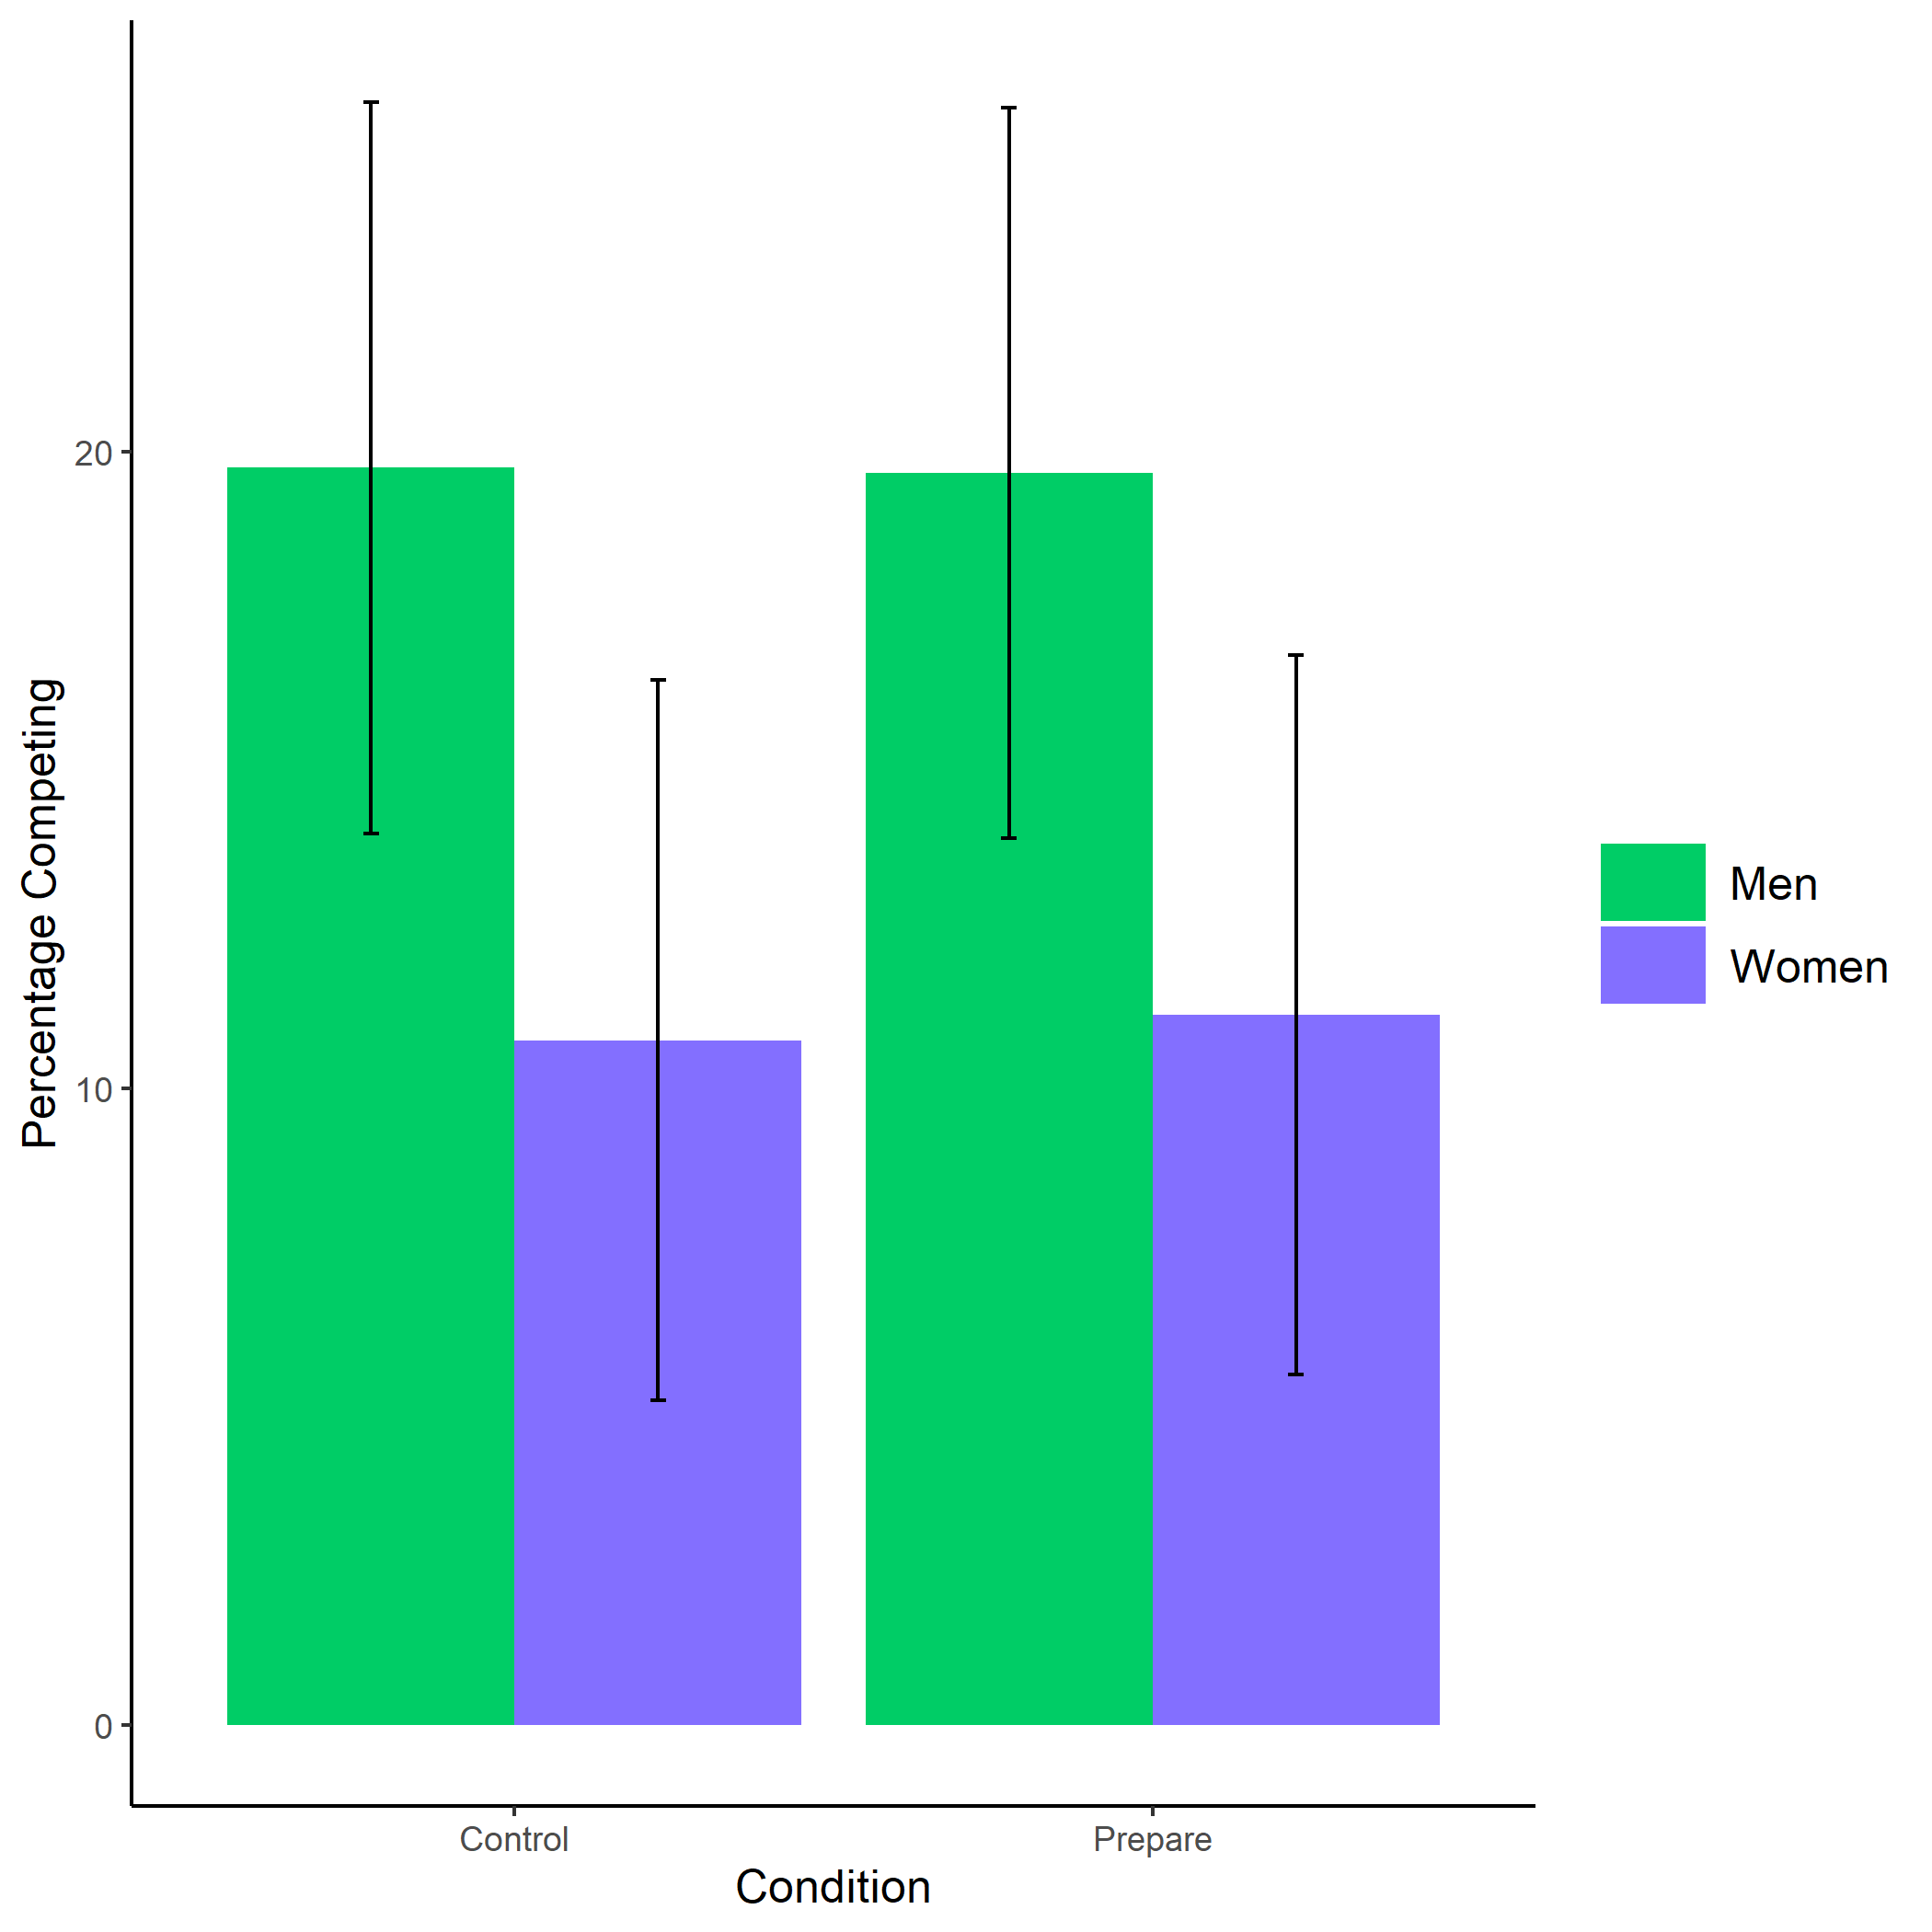 Percentage Competing
20
10
0
Control
Prepare
Condition
Men
Women